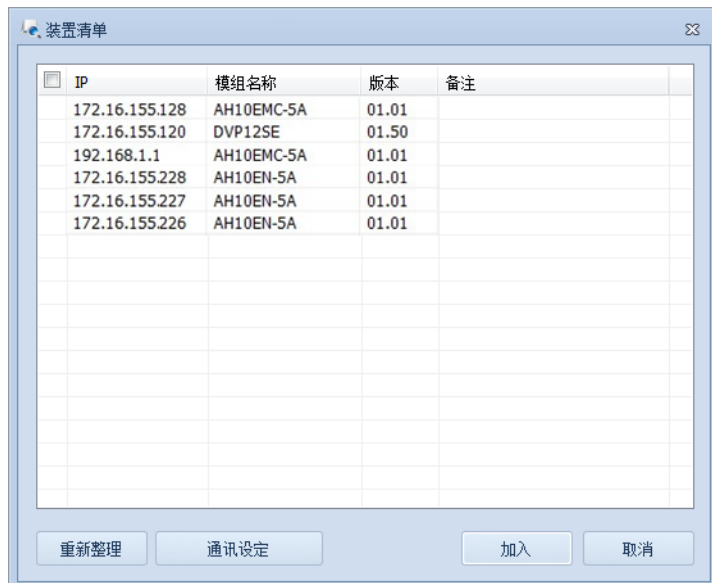 装置清单
IP 模组名称 版本 备注
172.16.155.128 AH10EMC-5A 01.01
172.16.155.120 DVP12SE 01.50
192.168.1.1 AH10EMC-5A 01.01
172.16.155.228 AH10EN-5A 01.01
172.16.155.227 AH10EN-5A 01.01
172.16.155.226 AH10EN-5A 01.01
重新整理 通讯设定 加入 取消